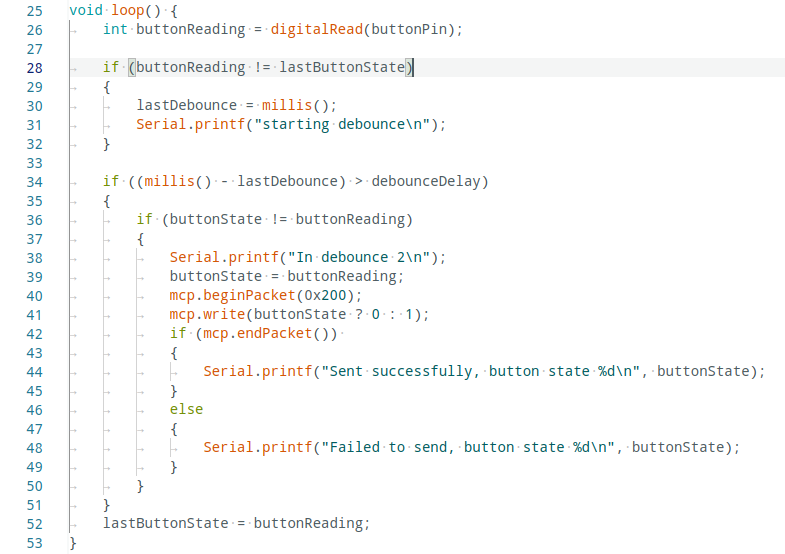 25 void loop() {
26 int buttonReading = digitalRead(buttonPin);
27
28 if (buttonReading != lastButtonState)
29 {
30 lastDebounce = millis();
31 Serial.printf("starting debounce\n");
32 }
33
34 if ((millis() - lastDebounce) > debounceDelay)
35 {
36 if (buttonState != buttonReading)
37 {
38 Serial.printf("In debounce 2\n");
39 buttonState = buttonReading;
40 mcp.beginPacket(0x200);
41 mcp.write(buttonState ? 0 : 1);
42 if (mcp.endPacket())
43 {
44 Serial.printf("Sent successfully, button state %d\n", buttonState);
45 }
46 else
47 {
48 Serial.printf("Failed to send, button state %d\n", buttonState);
49 }
50 }
51 }
52 lastButtonState = buttonReading;
53 }